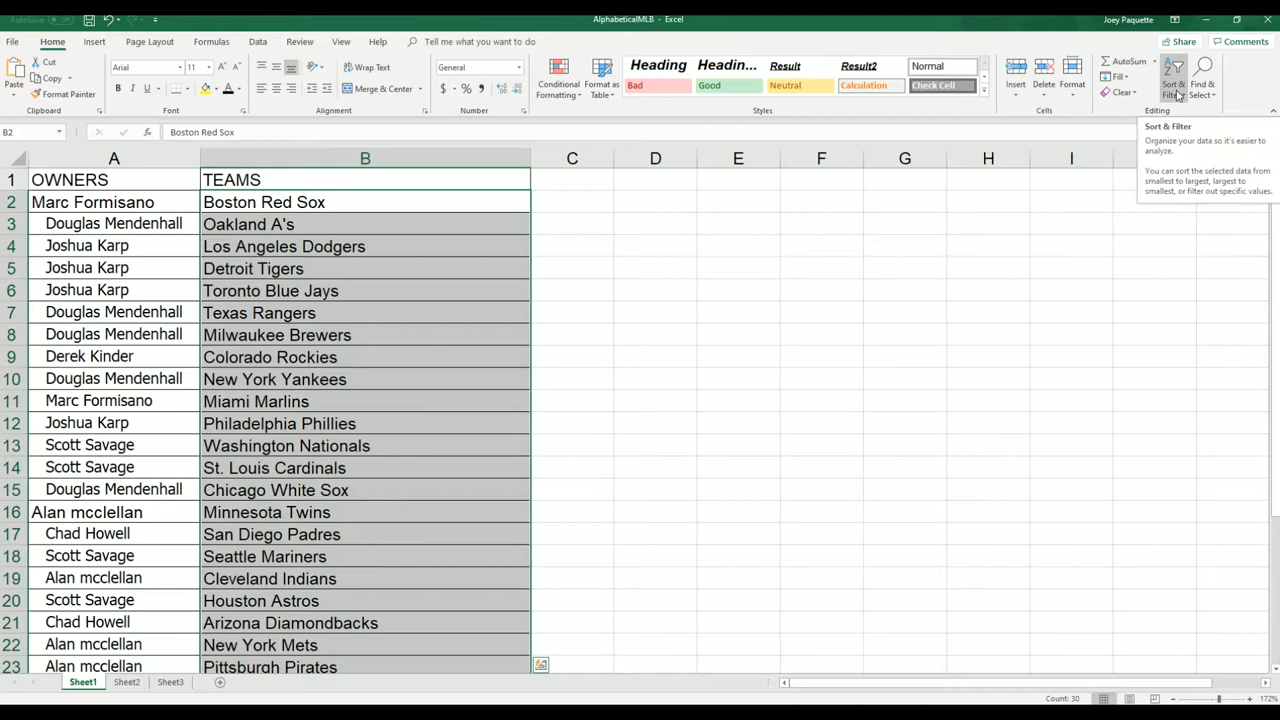 AutoSave
AlphabeticalMLB - Excel
Joey Paquette
File Home Insert Page Layout Formulas Data Review View Help Tell me what you want to do Share Comments
Paste Cut Copy Format Painter
Arial 11
B I U
Wrap Text
Merge & Center
General
$ % ,
Conditional Formatting
Format as Table
Heading Headin... Result Result2 Normal
Bad Good Neutral Calculation Check Cell
Insert Delete Format
AutoSum
Fill
Clear
Sort & Filter
Find & Select
Clipboard Font Alignment Number Styles Cells Editing
B2 fx Boston Red Sox
Sort & Filter
Organize your data so it's easier to
analyze.
You can sort the selected data from
smallest to largest, largest to
smallest, or filter out specific values.
A B C D E F G H I
1 OWNERS TEAMS
2 Marc Formisano Boston Red Sox
3 Douglas Mendenhall Oakland A's
4 Joshua Karp Los Angeles Dodgers
5 Joshua Karp Detroit Tigers
6 Joshua Karp Toronto Blue Jays
7 Douglas Mendenhall Texas Rangers
8 Douglas Mendenhall Milwaukee Brewers
9 Derek Kinder Colorado Rockies
10 Douglas Mendenhall New York Yankees
11 Marc Formisano Miami Marlins
12 Joshua Karp Philadelphia Phillies
13 Scott Savage Washington Nationals
14 Scott Savage St. Louis Cardinals
15 Douglas Mendenhall Chicago White Sox
16 Alan mcclellan Minnesota Twins
17 Chad Howell San Diego Padres
18 Scott Savage Seattle Mariners
19 Alan mcclellan Cleveland Indians
20 Scott Savage Houston Astros
21 Chad Howell Arizona Diamondbacks
22 Alan mcclellan New York Mets
23 Alan mcclellan Pittsburgh Pirates
Sheet1 Sheet2 Sheet3
Count: 30 172%